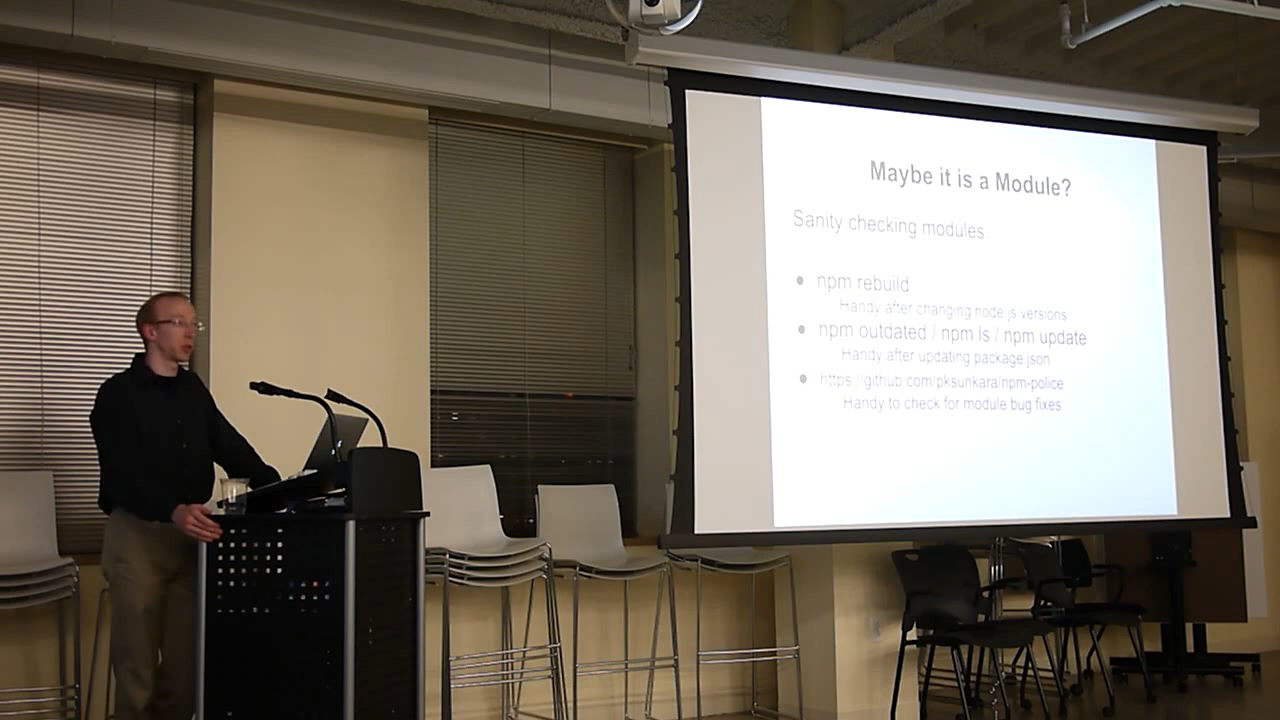 Maybe it is a Module?
Sanity checking modules.
● npm rebuild
Handy after changing node js versions
● npm outdated / npm ls / npm update
Handy after updating package json
● https://github.com/pksunkara/npm-police
Handy to check for module bug fixes